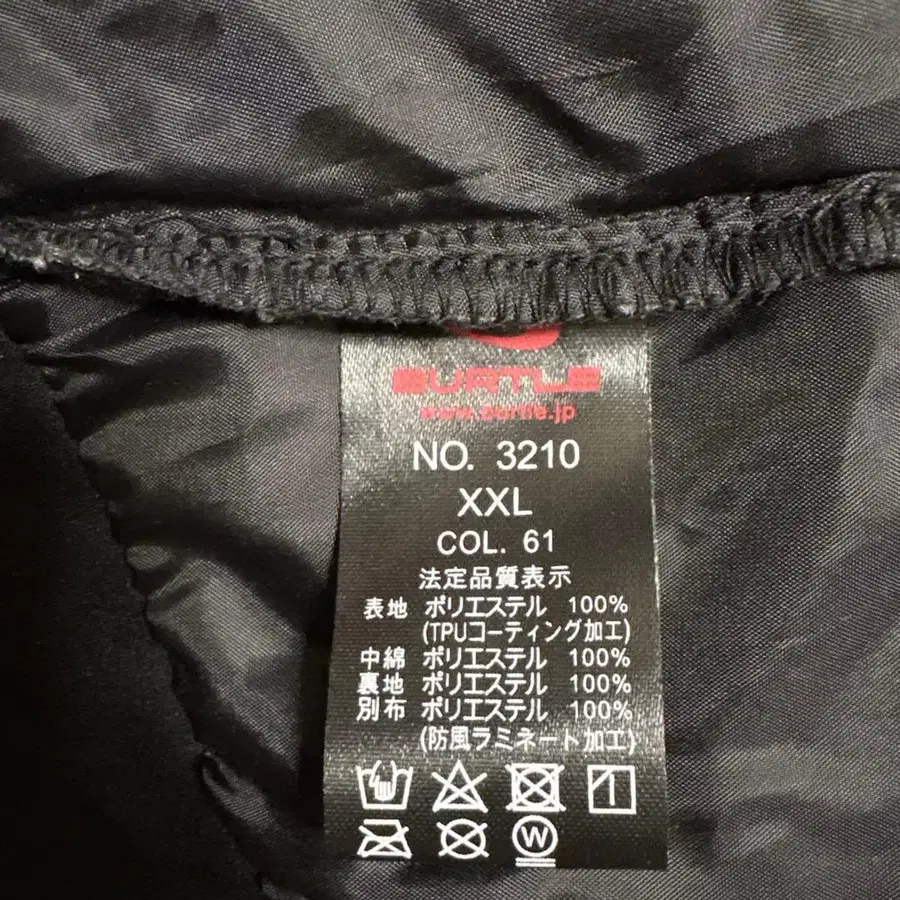 BURTLE
www.burtle.jp
NO. 3210
XXL
COL. 61
法定品質表示
表地 ポリエステル 100%
(TPUコーティング加工)
中綿 ポリエステル 100%
裏地 ポリエステル 100%
別布 ポリエステル 100%
(防風ラミネート加工)
W